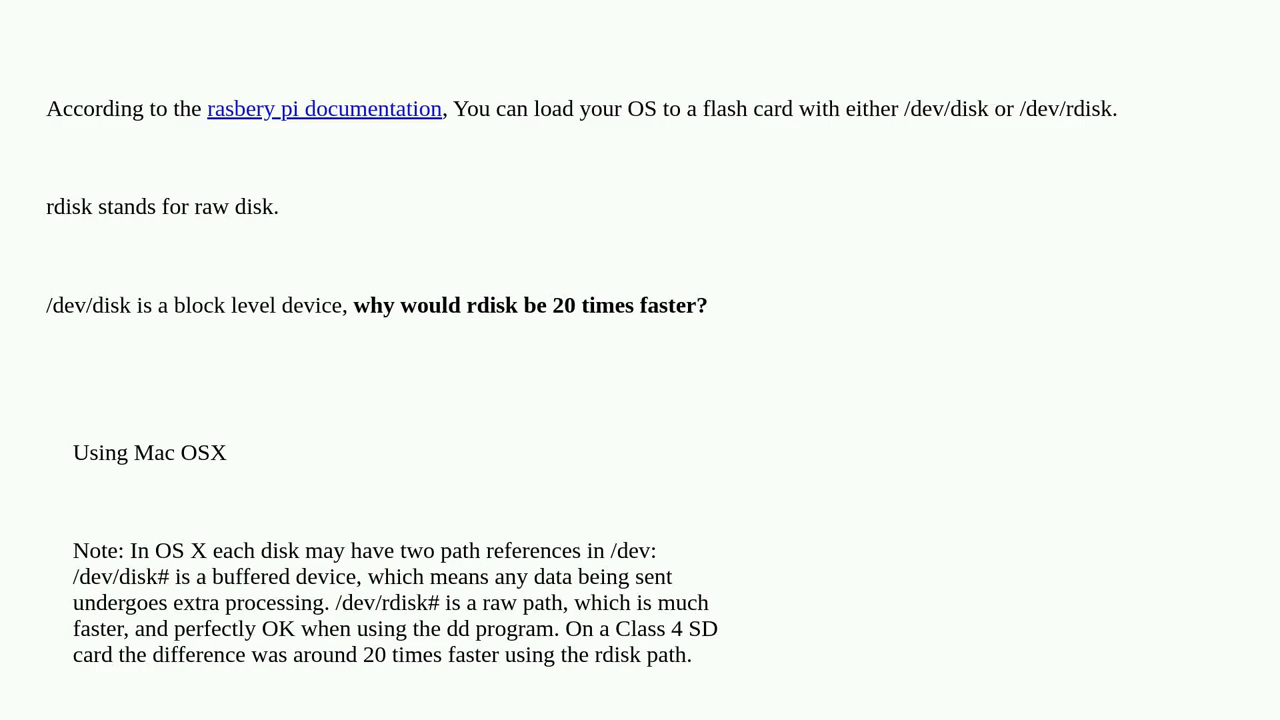 According to the rasbery pi documentation, You can load your OS to a flash card with either /dev/disk or /dev/rdisk.
rdisk stands for raw disk.
/dev/disk is a block level device, why would rdisk be 20 times faster?
Using Mac OSX
Note: In OS X each disk may have two path references in /dev:
/dev/disk# is a buffered device, which means any data being sent
undergoes extra processing. /dev/rdisk# is a raw path, which is much
faster, and perfectly OK when using the dd program. On a Class 4 SD
card the difference was around 20 times faster using the rdisk path.